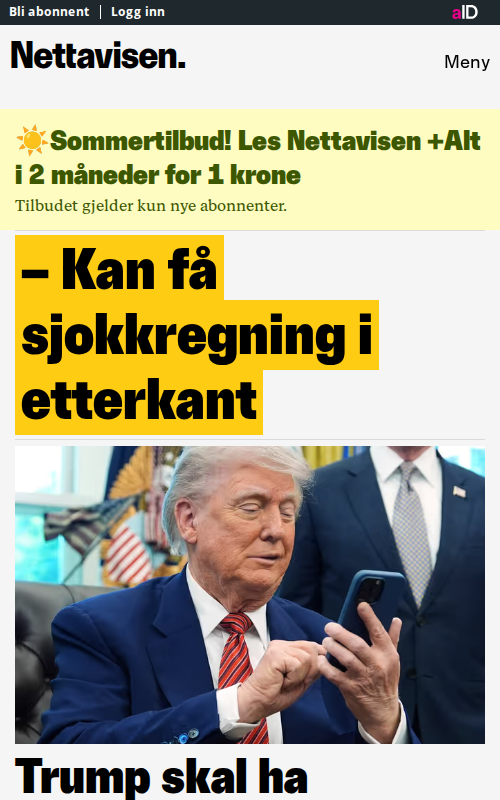 Bli abonnent | Logg inn
aID
Nettavisen.
Meny
☀️Sommertilbud! Les Nettavisen +Alt
i 2 måneder for 1 krone
Tilbudet gjelder kun nye abonnenter.
– Kan få
sjokkregning i
etterkant
Trump skal ha